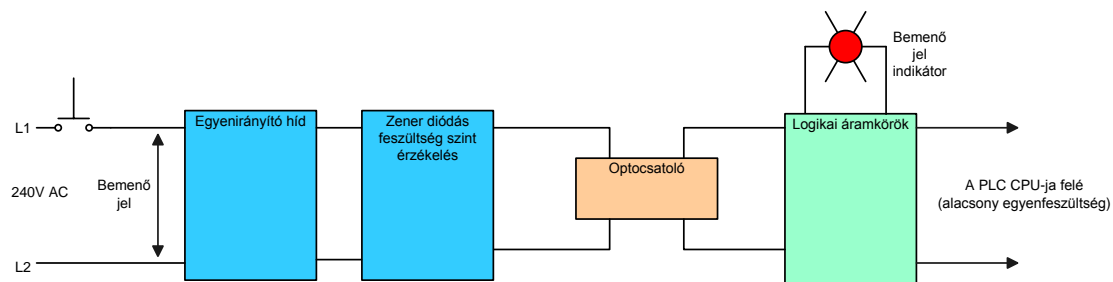 L1
240V AC
L2
Bemenő
jel
Egyenirányító híd
Zener diódás
feszültség szint
érzékelés
Optocsatoló
Bemenő
jel
indikátor
Logikai áramkörök
A PLC CPU-ja felé
(alacsony egyenfeszültség)